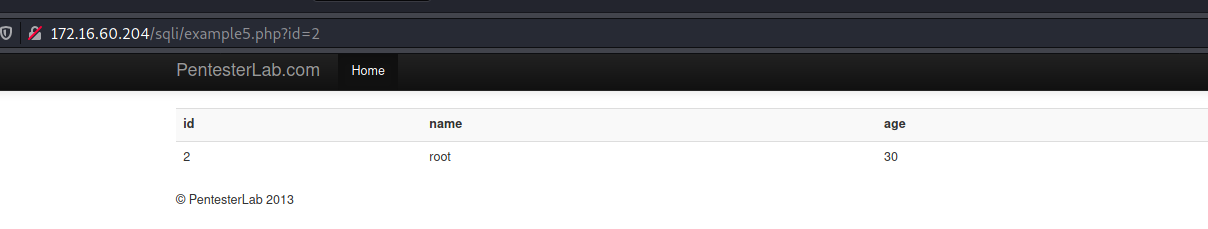 172.16.60.204/sqli/example5.php?id=2
PentesterLab.com Home
id name age
2 root 30
© PentesterLab 2013